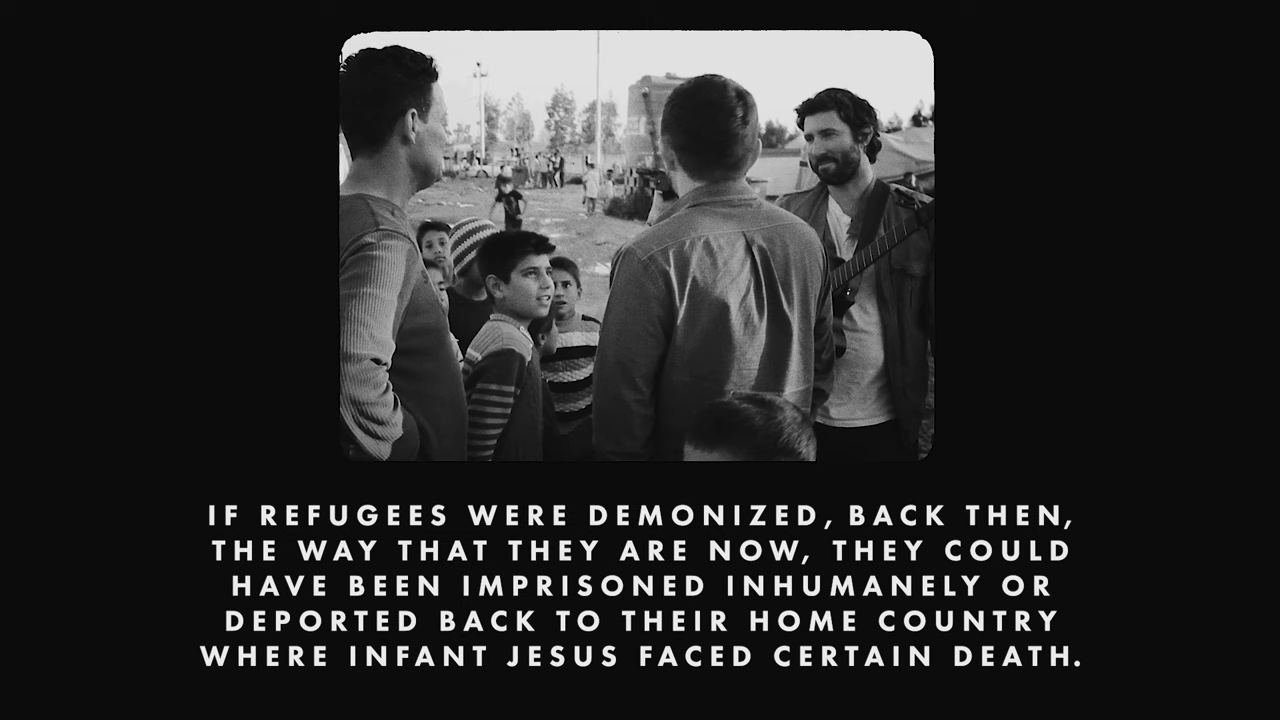 IF REFUGEES WERE DEMONIZED, BACK THEN,
THE WAY THAT THEY ARE NOW, THEY COULD
HAVE BEEN IMPRISONED INHUMANELY OR
DEPORTED BACK TO THEIR HOME COUNTRY
WHERE INFANT JESUS FACED CERTAIN DEATH.